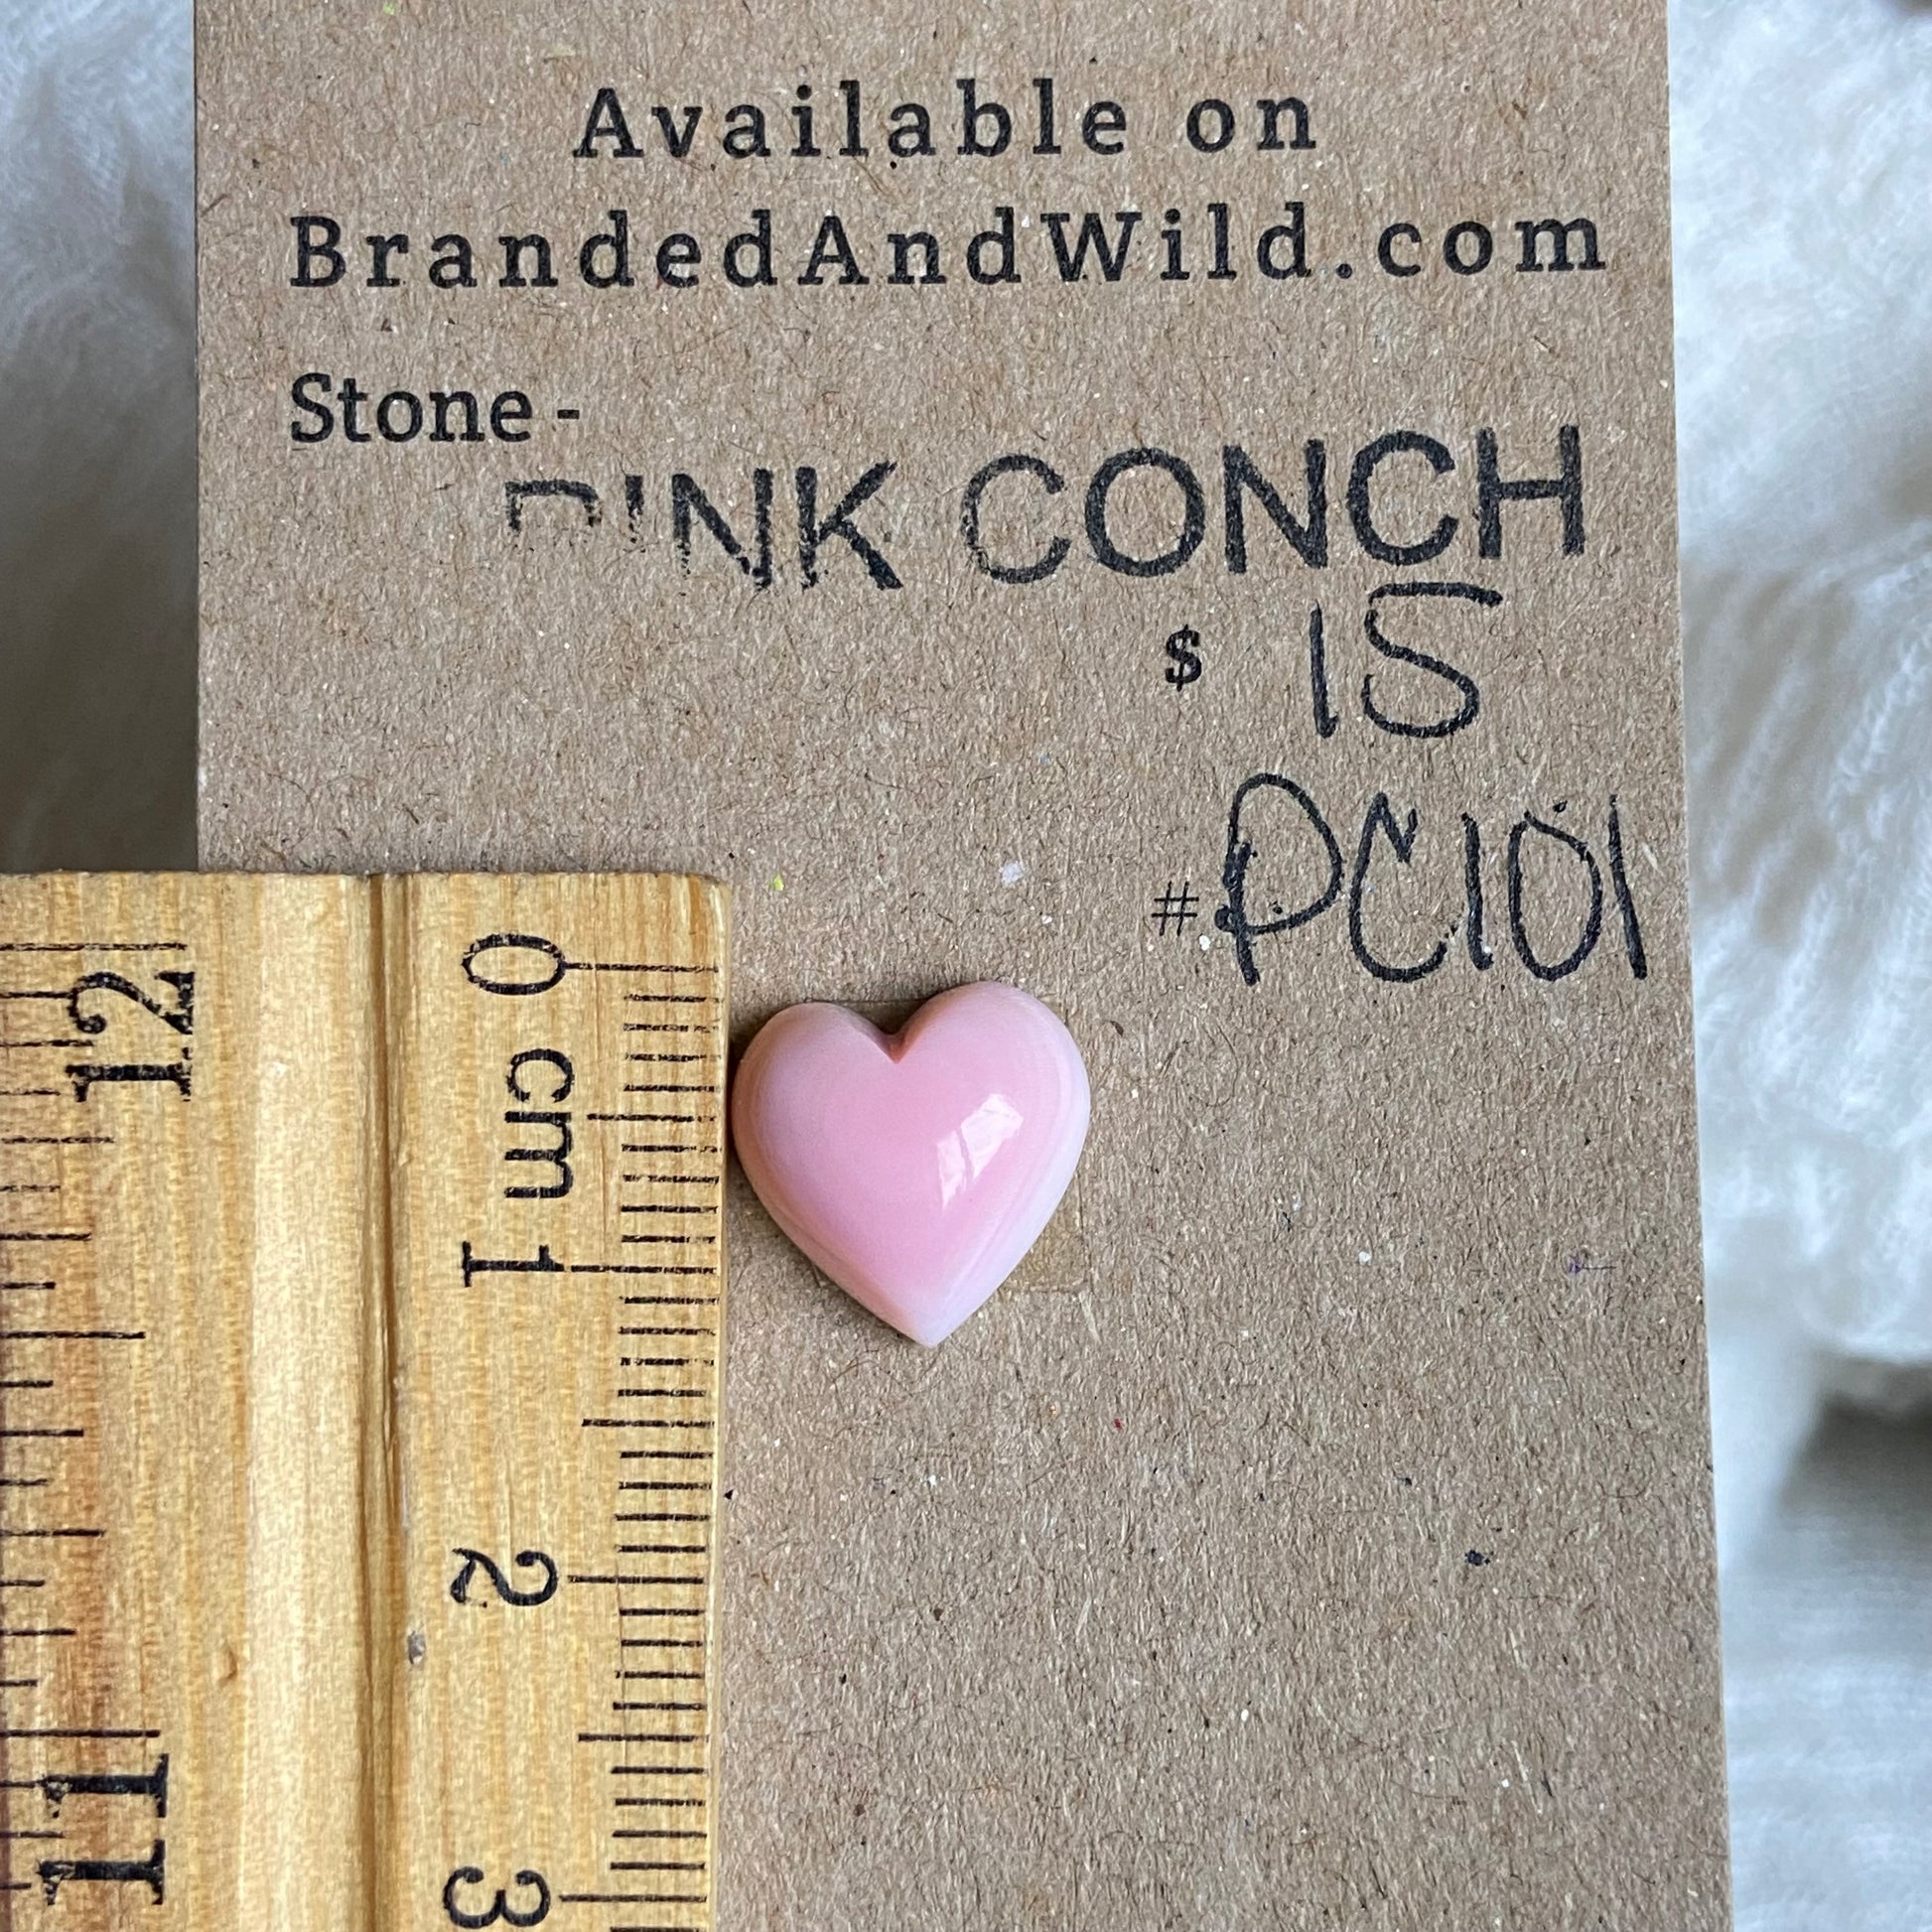 Available on
BrandedAndWild.com
Stone -
PINK CONCH
$ 15
#PC101
0 cm 1 2 3
12 11